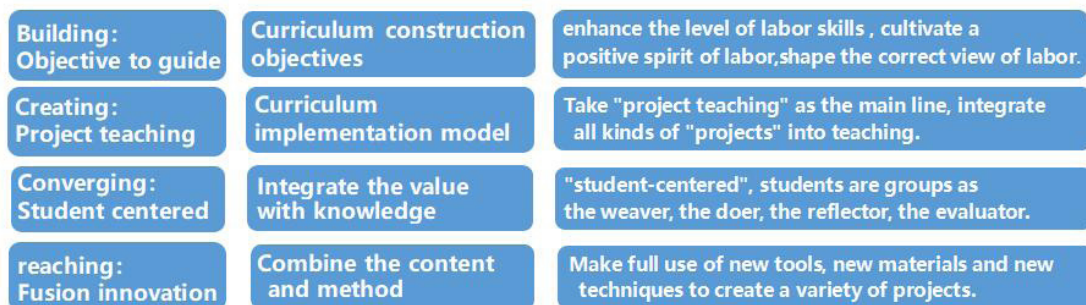 Building:
Objective to guide
Curriculum construction
objectives
enhance the level of labor skills , cultivate a
positive spirit of labor,shape the correct view of labor.
Creating:
Project teaching
Curriculum
implementation model
Take "project teaching" as the main line, integrate
all kinds of "projects" into teaching.
Converging:
Student centered
Integrate the value
with knowledge
"student-centered", students are groups as
the weaver, the doer, the reflector, the evaluator.
reaching:
Fusion innovation
Combine the content
and method
Make full use of new tools, new materials and new
techniques to create a variety of projects.